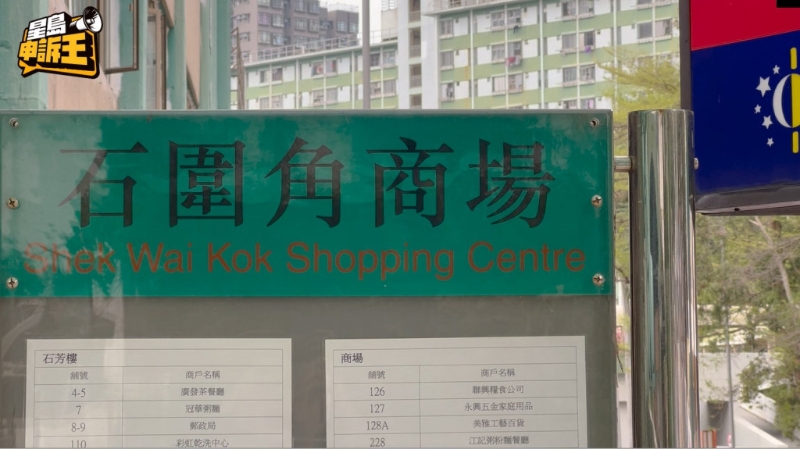 星島
申訴王
石圍角商場
Shek Wai Kok Shopping Centre
石芳樓
舖號 商戶名稱
4-5 廣發茶餐廳
7 冠華粥麵
8-9 郵政局
110 彩虹乾洗中心
商場
舖號 商戶名稱
126 聯興糧食公司
127 永興五金家庭用品
128A 美雅工藝百貨
228 江記粥粉麵餐廳